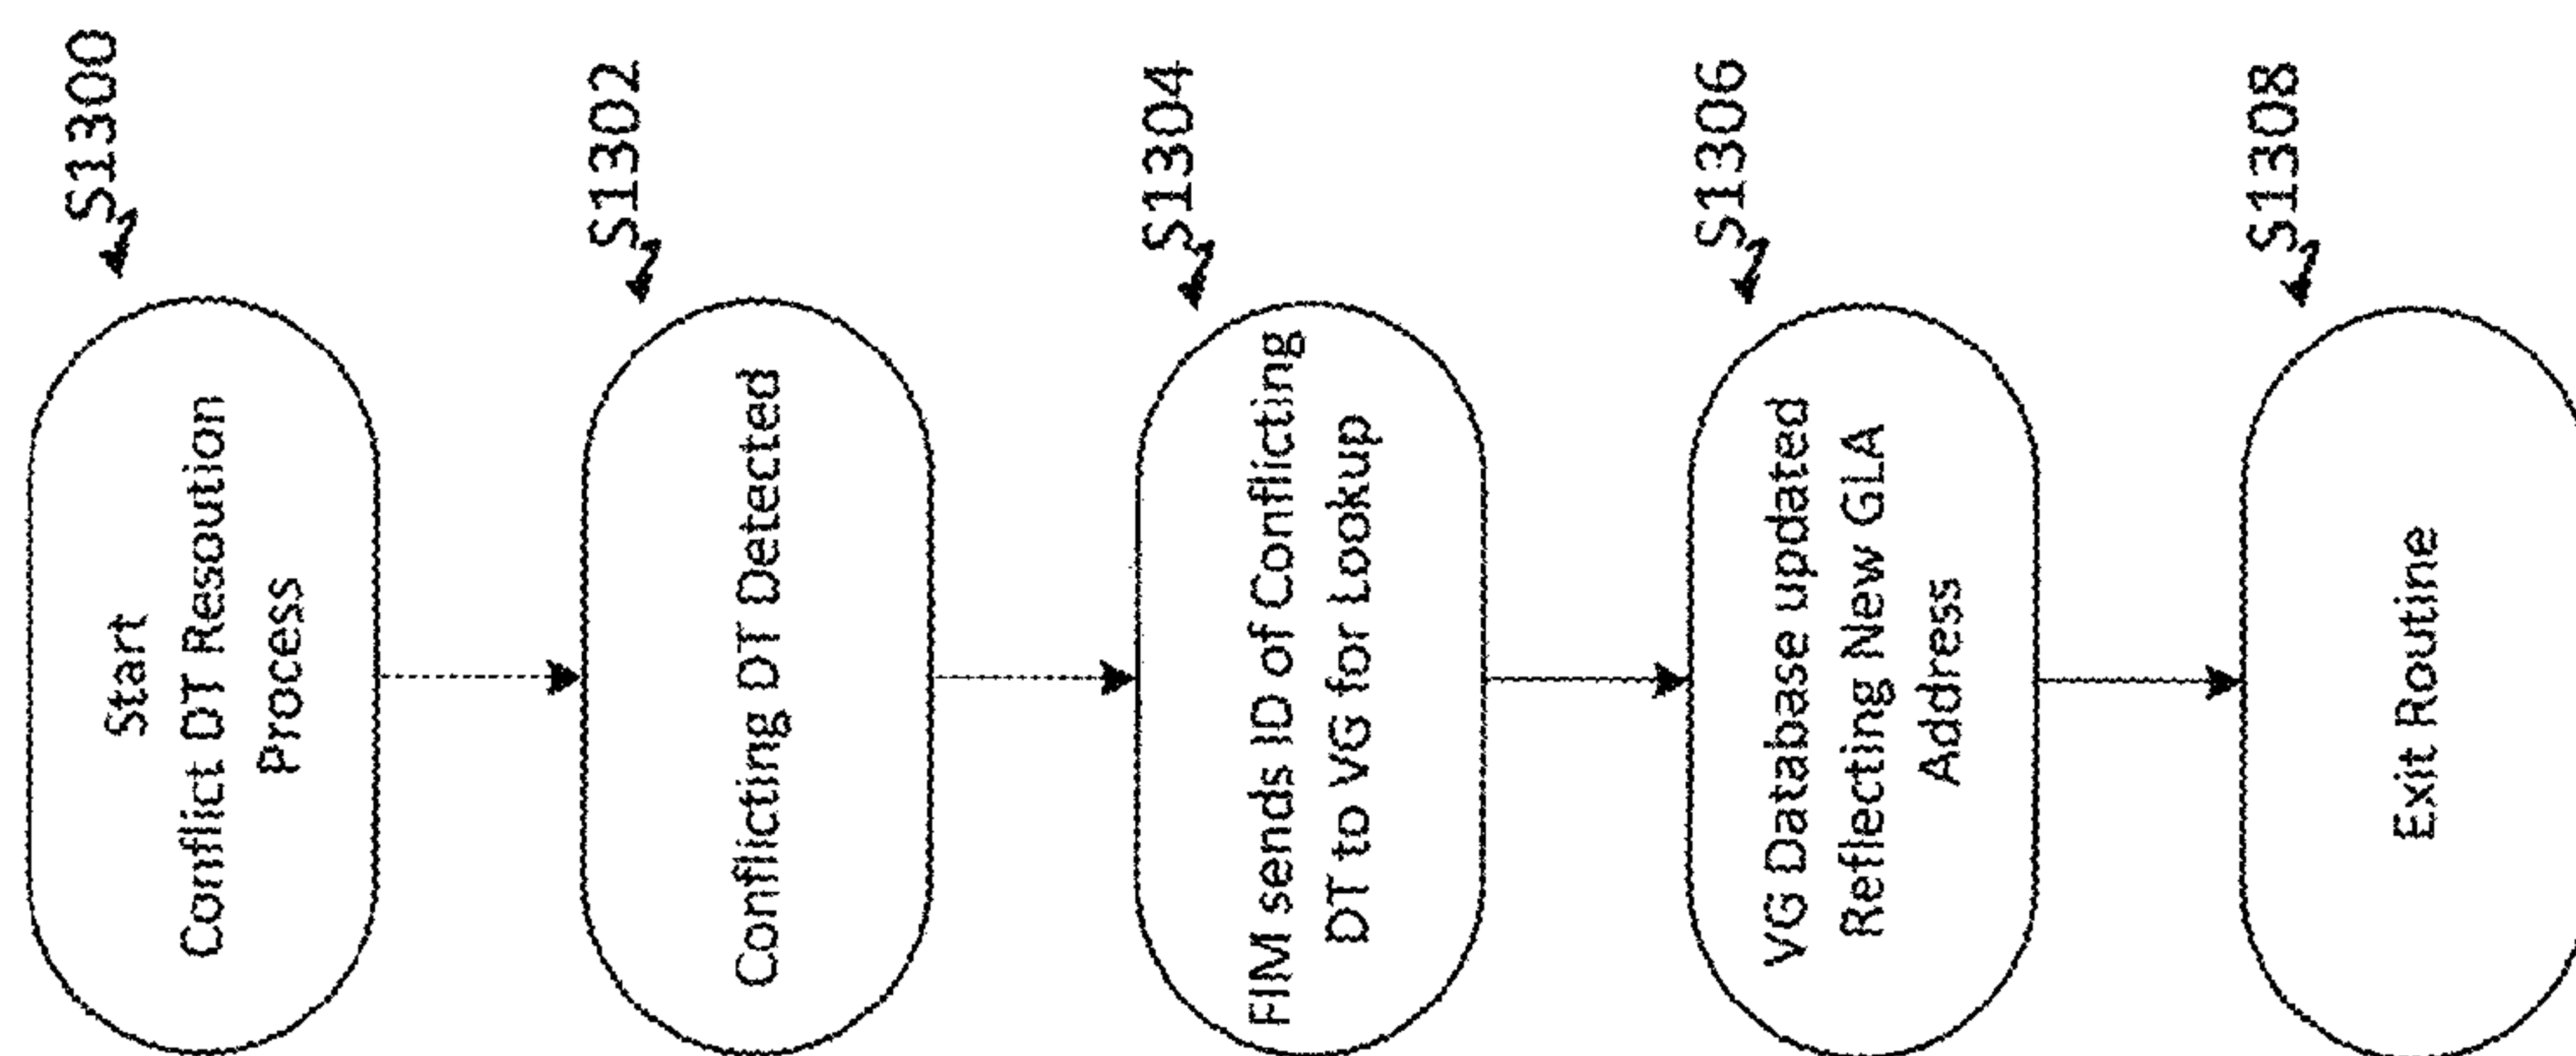 S1300
Start
Conflict DT Resoution
Process
S1302
Conflicting DT Detected
S1304
FIM sends ID of Conflicting
DT to VG for Lookup
S1306
VG Database updated
Reflecting New GLA
Address
S1308
Exit Routine